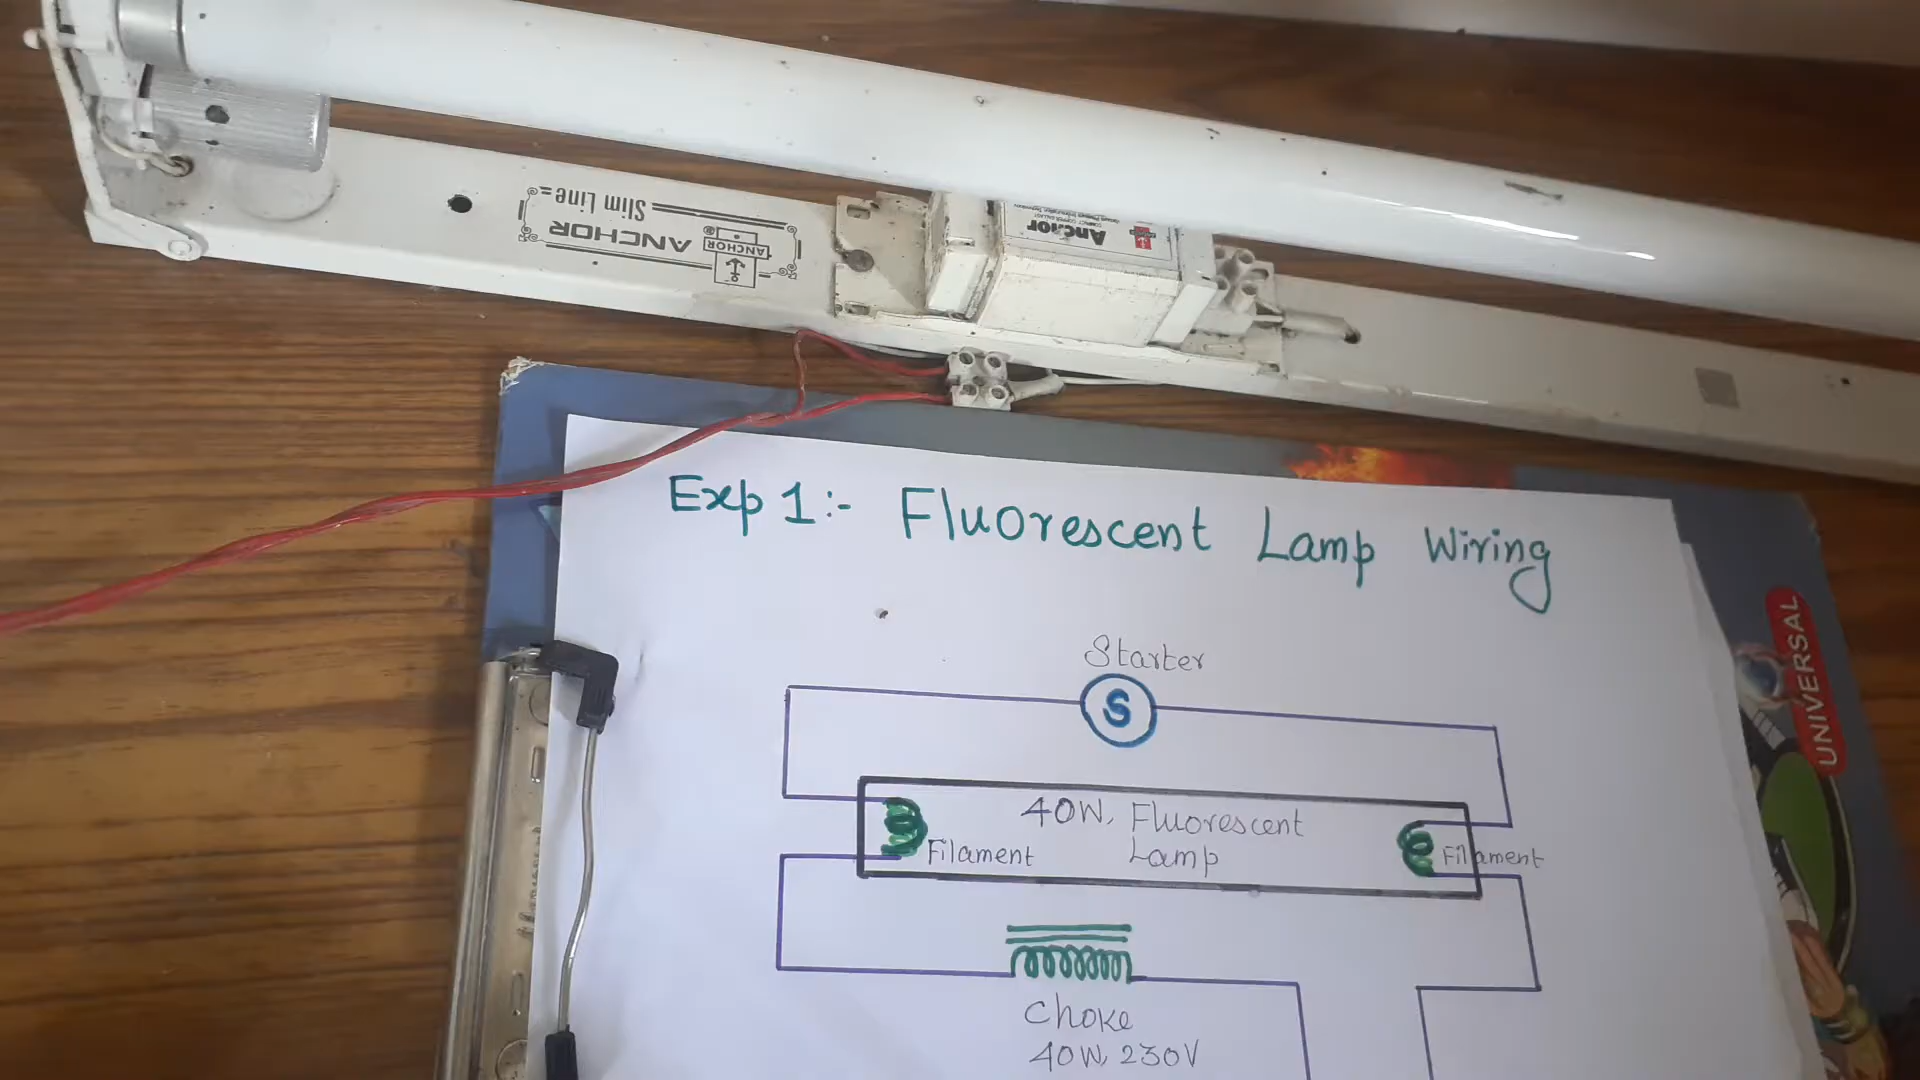 Slim Line
ANCHOR
ANCHOR
Anchor
Exp 1:- Fluorescent Lamp Wiring
Starter
S
40W, Fluorescent
Lamp
Filament
Filament
Choke
40W, 230V
UNIVERSAL